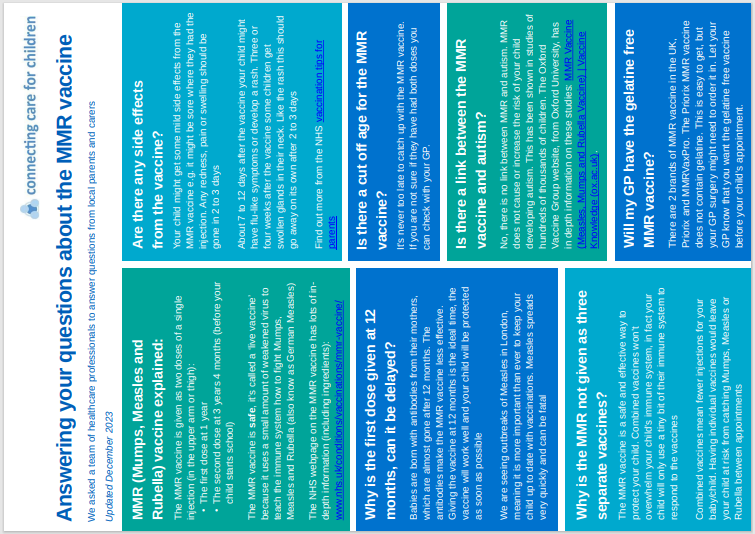 connecting care for children
Answering your questions about the MMR vaccine
We asked a team of healthcare professionals to answer questions from local parents and carers
Updated December 2023
MMR (Mumps, Measles and
Rubella) vaccine explained:
The MMR vaccine is given as two doses of a single
injection (in the upper arm or thigh):
• The first dose at 1 year
• The second dose at 3 years 4 months (before your
child starts school)
The MMR vaccine is safe, it's called a 'live vaccine'
because it uses a small amount of weakened virus to
teach the immune system how to fight Mumps,
Measles and Rubella (also know as German Measles)
The NHS webpage on the MMR vaccine has lots of in-
depth information (including ingredients):
www.nhs.uk/conditions/vaccinations/mmr-vaccine/
Why is the first dose given at 12
months, can it be delayed?
Babies are born with antibodies from their mothers,
which are almost gone after 12 months. The
antibodies make the MMR vaccine less effective.
Giving the vaccine at 12 months is the ideal time, the
vaccine will work well and your child will be protected
as soon as possible
We are seeing outbreaks of Measles in London,
meaning it is more important than ever to keep your
child up to date with vaccinations. Measles spreads
very quickly and can be fatal
Why is the MMR not given as three
separate vaccines?
The MMR vaccine is a safe and effective way to
protect your child. Combined vaccines won't
overwhelm your child's immune system, in fact your
child will only use a tiny bit of their immune system to
respond to the vaccines
Combined vaccines mean fewer injections for your
baby/child. Having individual vaccines would leave
your child at risk from catching Mumps, Measles or
Rubella between appointments
Are there any side effects
from the vaccine?
Your child might get some mild side effects from the
MMR vaccine e.g. it might be sore where they had the
injection. Any redness, pain or swelling should be
gone in 2 to 3 days
About 7 to 12 days after the vaccine your child might
have flu-like symptoms or develop a rash. Three or
four weeks after the vaccine some children get
swollen glands in their neck. Like the rash this should
go away on its own after 2 to 3 days
Find out more from the NHS vaccination tips for
parents
Is there a cut off age for the MMR
vaccine?
It's never too late to catch up with the MMR vaccine.
If you are not sure if they have had both doses you
can check with your GP.
Is there a link between the MMR
vaccine and autism?
No, there is no link between MMR and autism. MMR
does not cause or increase the risk of your child
developing autism. This has been shown in studies of
hundreds of thousands of children. The Oxford
Vaccine Group website, from Oxford University, has
in depth information on these studies: MMR Vaccine
(Measles, Mumps and Rubella Vaccine) | Vaccine
Knowledge (ox.ac.uk).
Will my GP have the gelatine free
MMR vaccine?
There are 2 brands of MMR vaccine in the UK,
Priorix and MMRVaxPro. The Priorix MMR vaccine
does not contain gelatine. This is easy to get, but
your GP surgery might need to order it in. Let your
GP know that you want the gelatine free vaccine
before your child's appointment.